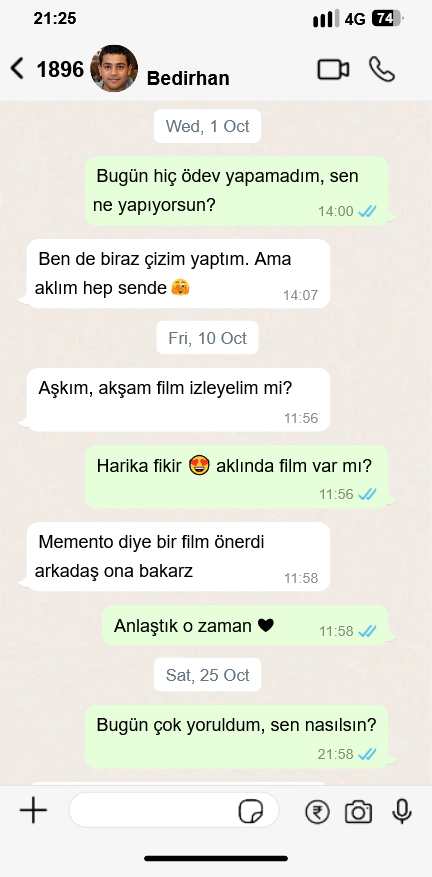 21:25
4G 74
1896
Bedirhan
Wed, 1 Oct
Bugün hiç ödev yapamadım, sen
ne yapıyorsun?
14:00
Ben de biraz çizim yaptım. Ama
aklım hep sende 🫣
14:07
Fri, 10 Oct
Aşkım, akşam film izleyelim mi?
11:56
Harika fikir 😍 aklında film var mı?
11:56
Memento diye bir film önerdi
arkadaş ona bakarz
11:58
Anlaştık o zaman 🖤
11:58
Sat, 25 Oct
Bugün çok yoruldum, sen nasılsın?
21:58